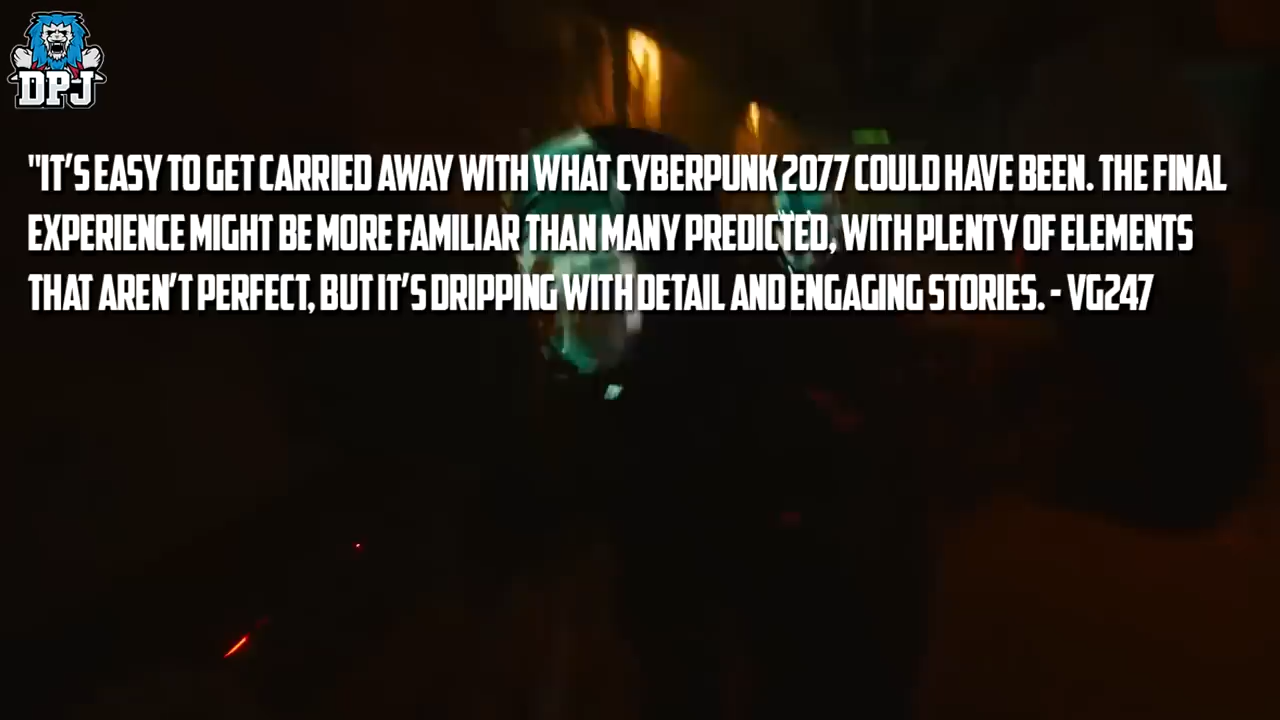 DPJ
"IT'S EASY TO GET CARRIED AWAY WITH WHAT CYBERPUNK 2077 COULD HAVE BEEN. THE FINAL
EXPERIENCE MIGHT BE MORE FAMILIAR THAN MANY PREDICTED, WITH PLENTY OF ELEMENTS
THAT AREN'T PERFECT, BUT IT'S DRIPPING WITH DETAIL AND ENGAGING STORIES. - VG247